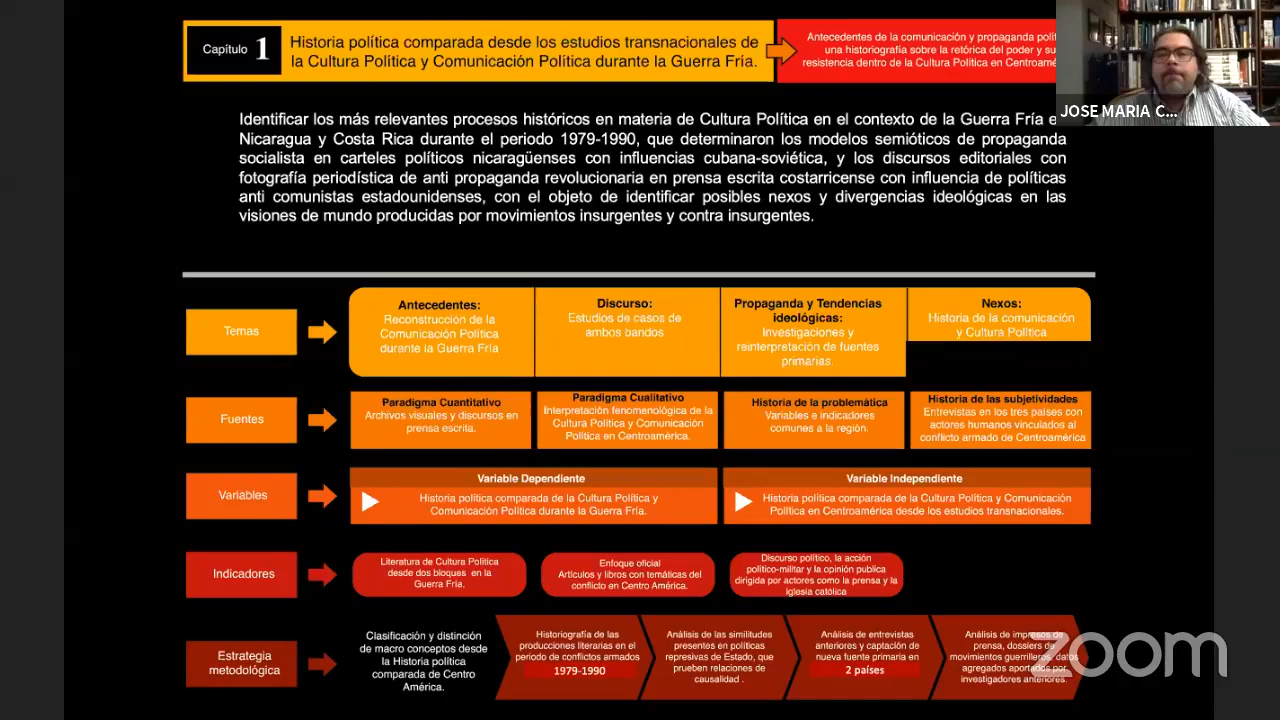 Capítulo 1
Historia política comparada desde los estudios transnacionales de
la Cultura Política y Comunicación Política durante la Guerra Fría.
Antecedentes de la comunicación y propaganda
una historiografía sobre la retórica del poder y su
resistencia dentro de la Cultura Política en
JOSE MARIA C...
Identificar los más relevantes procesos históricos en materia de Cultura Política en el contexto de la Guerra Fría
Nicaragua y Costa Rica durante el periodo 1979-1990, que determinaron los modelos semióticos de propaganda
socialista en carteles políticos nicaragüenses con influencias cubana-soviética, y los discursos editoriales con
fotografía periodística de anti propaganda revolucionaria en prensa escrita costarricense con influencia de políticas
anti comunistas estadounidenses, con el objeto de identificar posibles nexos y divergencias ideológicas en las
visiones de mundo producidas por movimientos insurgentes y contra insurgentes.
Temas
Antecedentes:
Reconstrucción de la
Comunicación Política
durante la Guerra Fría
Discurso:
Estudios de casos de
ambos bandos
Propaganda y Tendencias
ideológicas:
Investigaciones y
reinterpretación de fuentes
primarias.
Nexos:
Historia de la comunicación
y Cultura Política
Fuentes
Paradigma Cuantitativo
Archivos visuales y discursos en
prensa escrita.
Paradigma Cualitativo
Interpretación fenomenológica de la
Cultura Política y Comunicación
Política en Centroamérica.
Historia de la problemática
Variables e indicadores
comunes a la región.
Historia de las subjetividades
Entrevistas en los tres países con
actores humanos vinculados al
conflicto armado de Centroamérica
Variables
Variable Dependiente
Historia política comparada de la Cultura Política y
Comunicación Política durante la Guerra Fría.
Variable Independiente
Historia política comparada de la Cultura Política y Comunicación
Política en Centroamérica desde los estudios transnacionales.
Indicadores
Literatura de Cultura Política
desde dos bloques en la
Guerra Fría.
Enfoque oficial
Artículos y libros con temáticas del
conflicto en Centro América.
Discurso político, la acción
político-militar y la opinión publica
dirigida por actores como la prensa y la
Iglesia católica
Estrategia
metodológica
Clasificación y distinción
de macro conceptos desde
la Historia política
comparada de Centro
América.
Historiografía de las
producciones literarias en el
periodo de conflictos armados
1979-1990
Análisis de las similitudes
presentes en políticas
represivas de Estado, que
prueben relaciones de
causalidad .
Análisis de entrevistas
anteriores y captación de
nueva fuente primaria en
2 países
Análisis de impresos de
prensa, dossiers de
movimientos guerrilleros, datos
agregados aportados por
investigadores anteriores.
zoom